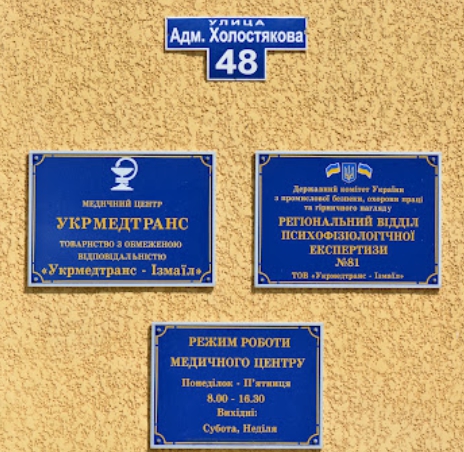 УЛИЦА
Адм. Холостякова
48
МЕДИЧНИЙ ЦЕНТР
УКРМЕДТРАНС
ТОВАРИСТВО З ОБМЕЖЕНОЮ
ВІДПОВІДАЛЬНІСТЮ
«Укрмедтранс - Ізмаїл»
Державний комітет України
з промислової безпеки, охорони праці
та гірничого нагляду
РЕГІОНАЛЬНИЙ ВІДДІЛ
ПСИХОФІЗІОЛОГІЧНОЇ
ЕКСПЕРТИЗИ
№81
ТОВ «Укрмедтранс - Ізмаїл»
РЕЖИМ РОБОТИ
МЕДИЧНОГО ЦЕНТРУ
Понеділок - П'ятниця
8.00 - 16.30
Вихідні:
Субота, Неділя